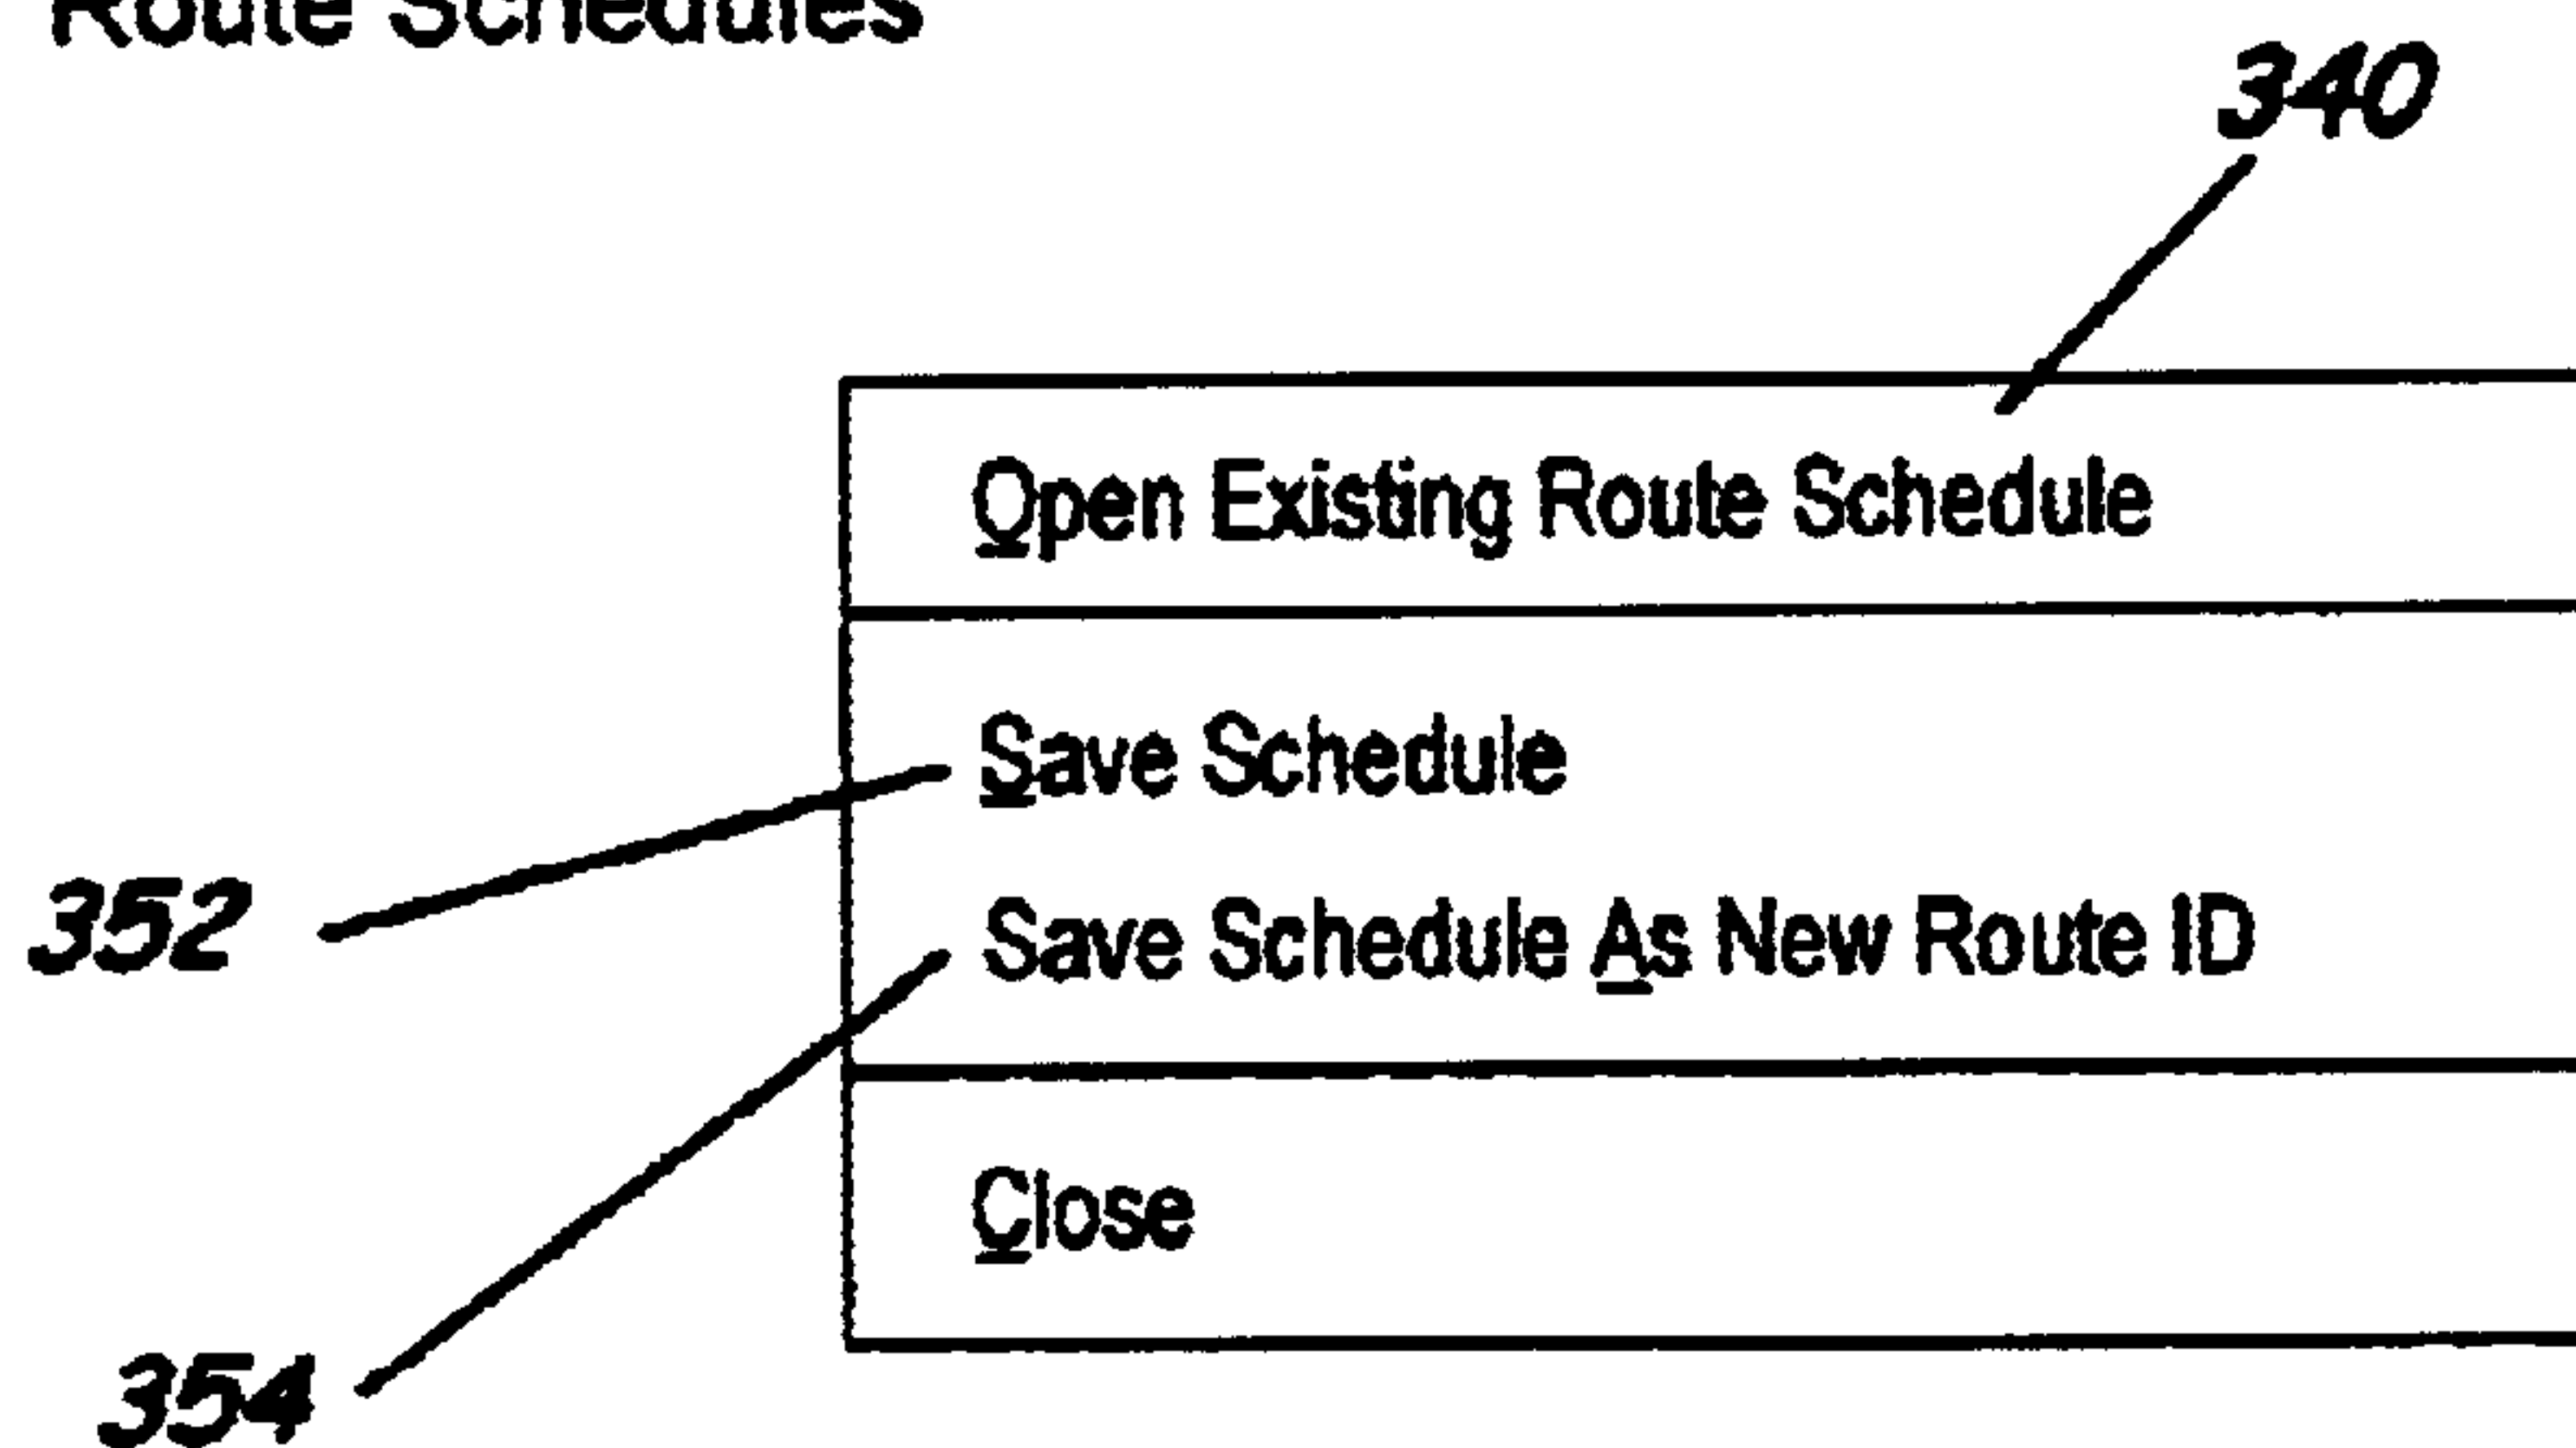 Route Schedules
340
Open Existing Route Schedule
Save Schedule
352
Save Schedule As New Route ID
Close
354